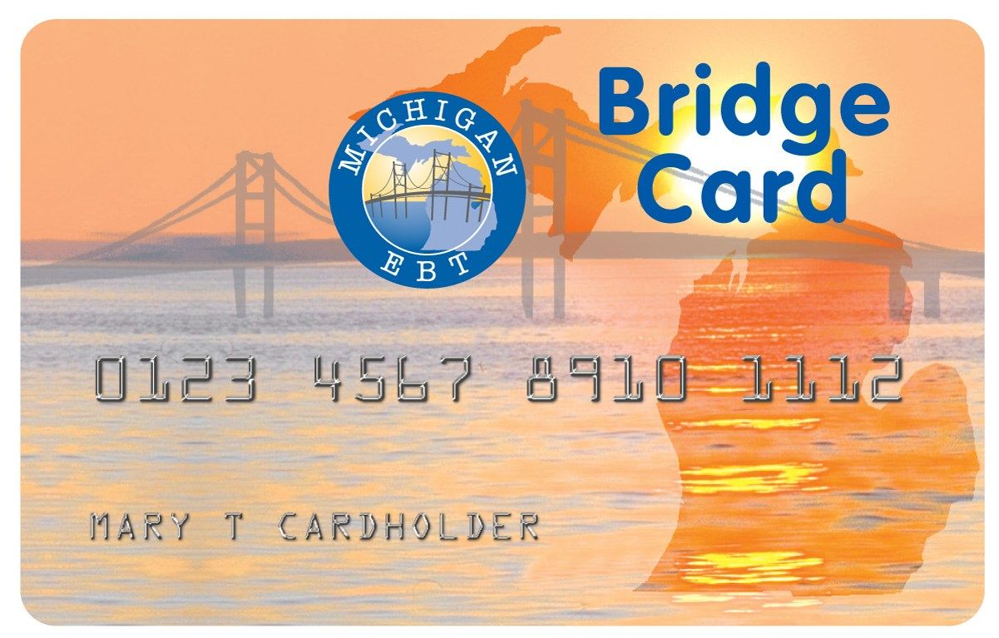 Bridge
Card
MICHIGAN
EBT
0123 4567 8910 1112
MARY T CARDHOLDER